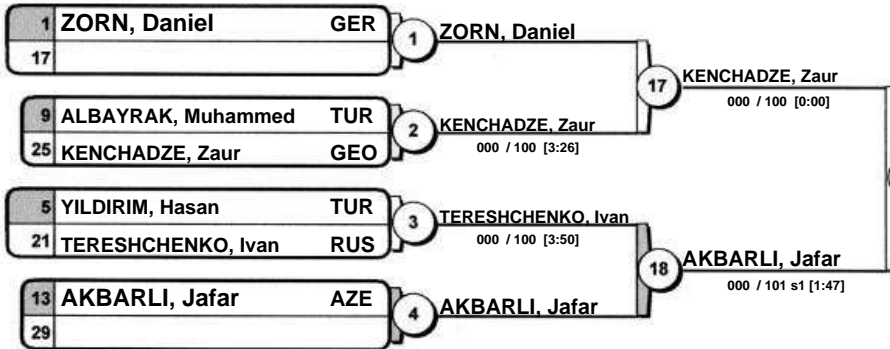 1 ZORN, Daniel GER
17
1 ZORN, Daniel
9 ALBAYRAK, Muhammed TUR
25 KENCHADZE, Zaur GEO
2 KENCHADZE, Zaur
000 / 100 [3:26]
17 KENCHADZE, Zaur
000 / 100 [0:00]
5 YILDIRIM, Hasan TUR
21 TERESHCHENKO, Ivan RUS
3 TERESHCHENKO, Ivan
000 / 100 [3:50]
13 AKBARLI, Jafar AZE
29
4 AKBARLI, Jafar
18 AKBARLI, Jafar
000 / 101 s1 [1:47]